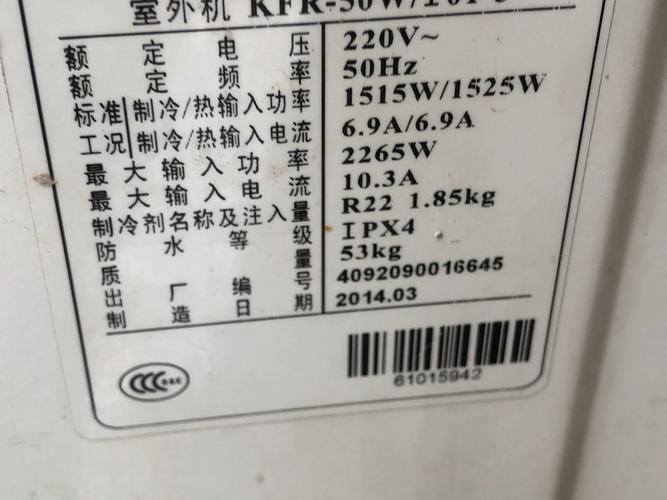 室外机 KFR-50W/
额定电压 220V~
额定频率 50Hz
标准 制冷/热输入功率 1515W/1525W
工况 制冷/热输入电流 6.9A/6.9A
最大输入功率 2265W
最大输入电流 10.3A
制冷剂名称及注入量 R22 1.85kg
防水等级 IPX4
质量 53kg
出厂编号 4092090016645
制造日期 2014.03
CCC S&E
61015942